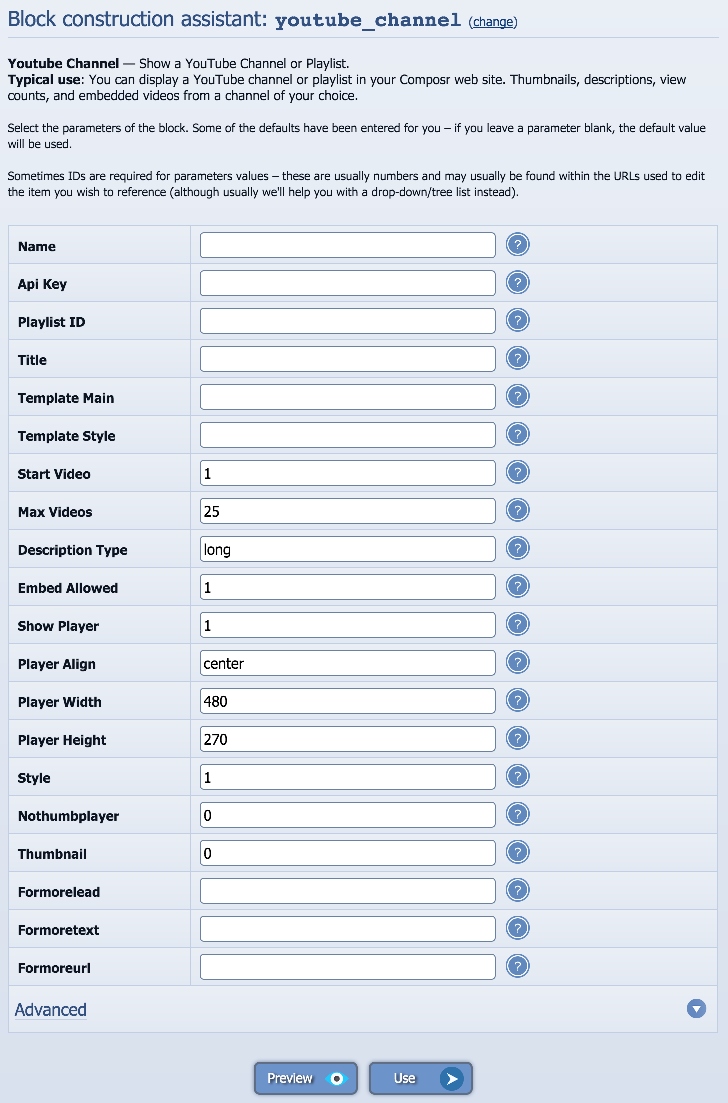 Block construction assistant: youtube_channel (change)
Youtube Channel — Show a YouTube Channel or Playlist.
Typical use: You can display a YouTube channel or playlist in your Composr web site. Thumbnails, descriptions, view
counts, and embedded videos from a channel of your choice.
Select the parameters of the block. Some of the defaults have been entered for you – if you leave a parameter blank, the default value
will be used.
Sometimes IDs are required for parameters values – these are usually numbers and may usually be found within the URLs used to edit
the item you wish to reference (although usually we'll help you with a drop-down/tree list instead).
Name ?
Api Key ?
Playlist ID ?
Title ?
Template Main ?
Template Style ?
Start Video 1 ?
Max Videos 25 ?
Description Type long ?
Embed Allowed 1 ?
Show Player 1 ?
Player Align center ?
Player Width 480 ?
Player Height 270 ?
Style 1 ?
Nothumbplayer 0 ?
Thumbnail 0 ?
Formorelead ?
Formoretext ?
Formoreurl ?
Advanced
Preview Use